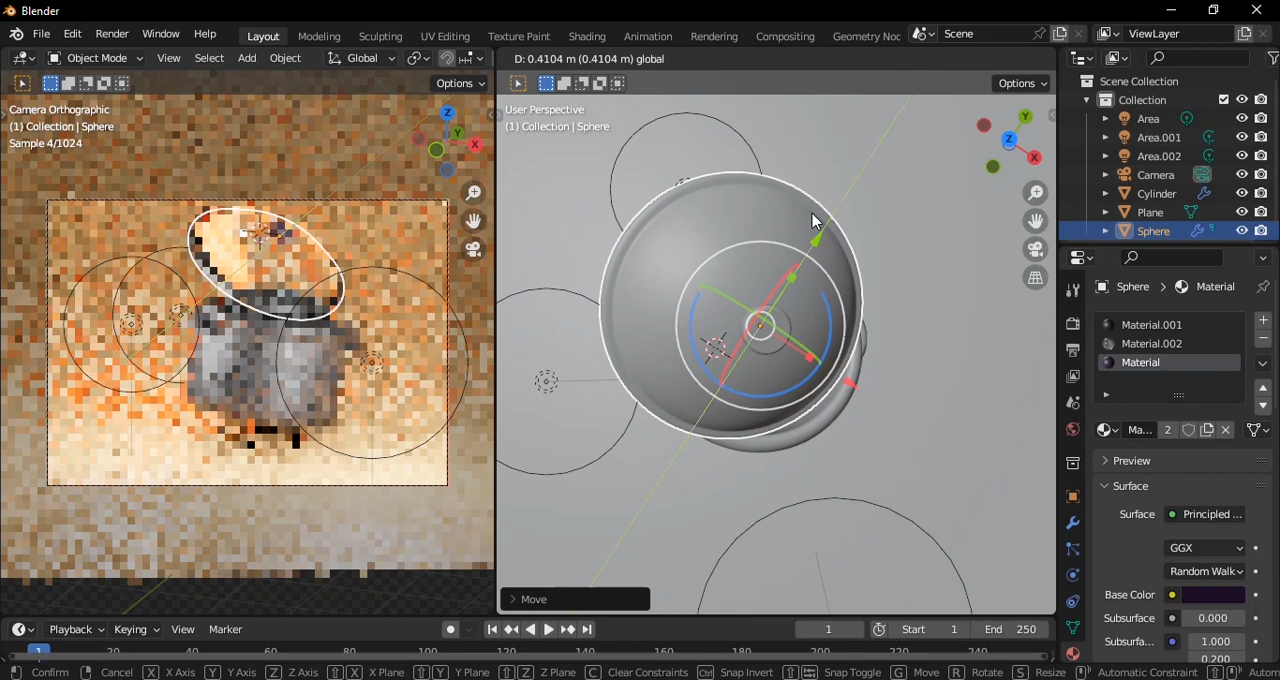 Blender
File Edit Render Window Help
Layout Modeling Sculpting UV Editing Texture Paint Shading Animation Rendering Compositing Geometry Noc
Scene
ViewLayer
Object Mode View Select Add Object Global
D: 0.4104 m (0.4104 m) global
Options
Options
Camera Orthographic
(1) Collection | Sphere
Sample 4/1024
Z
Y
X
User Perspective
(1) Collection | Sphere
Y
Z
X
Move
Scene Collection
Collection
Area
Area.001
Area.002
Camera
Cylinder
Plane
Sphere
Sphere Material
Material.001
Material.002
Material
Ma... 2
Preview
Surface
Surface Principled ...
GGX
Random Walk
Base Color
Subsurface 0.000
Subsurfa... 1.000
0.200
Playback Keying View Marker
1 Start 1 End 250
1 20 40 60 80 100 120 140 160 180 200 220 240
Confirm Cancel X X Axis Y Y Axis Z Z Axis X X Plane Y Y Plane Z Z Plane C Clear Constraints Ctrl Snap Invert Snap Toggle G Move R Rotate S Resize Automatic Constraint Autom